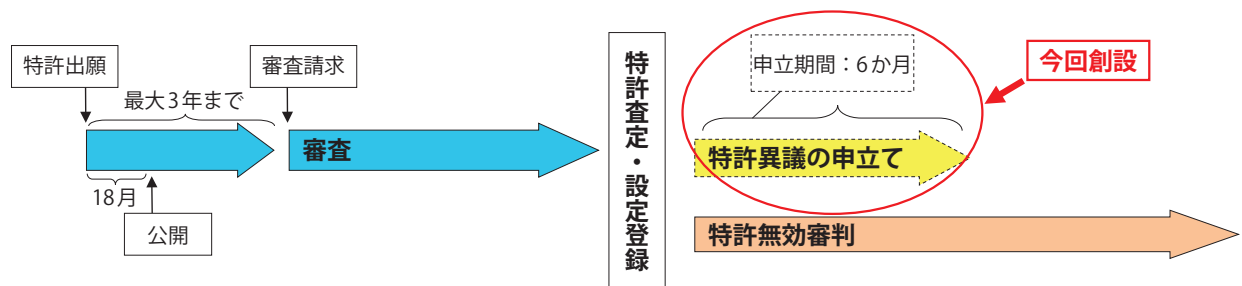 特許出願
審査請求
最大3年まで
審査
18月
公開
特許査定・設定登録
申立期間：6か月
今回創設
特許異議の申立て
特許無効審判